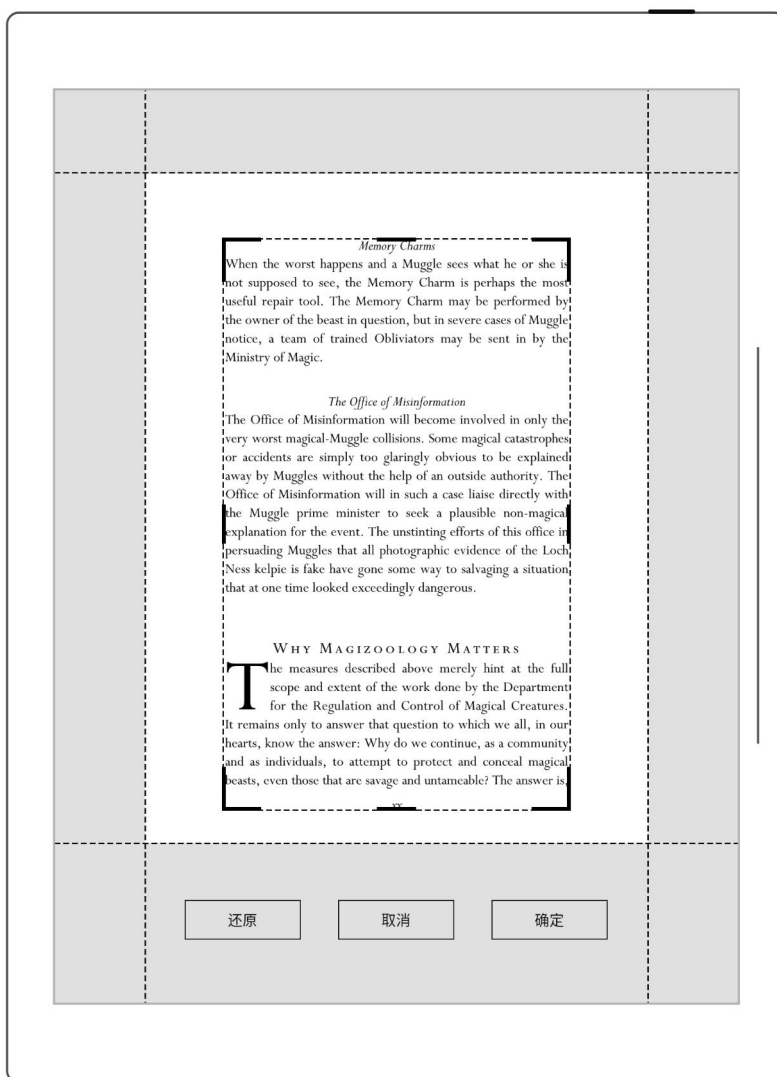 Memory Charms
When the worst happens and a Muggle sees what he or she is
not supposed to see, the Memory Charm is perhaps the most
useful repair tool. The Memory Charm may be performed by
the owner of the beast in question, but in severe cases of Muggle
notice, a team of trained Obliviators may be sent in by the
Ministry of Magic.
The Office of Misinformation
The Office of Misinformation will become involved in only the
very worst magical-Muggle collisions. Some magical catastrophes
or accidents are simply too glaringly obvious to be explained
away by Muggles without the help of an outside authority. The
Office of Misinformation will in such a case liaise directly with
the Muggle prime minister to seek a plausible non-magical
explanation for the event. The unstinting efforts of this office in
persuading Muggles that all photographic evidence of the Loch
Ness kelpie is fake have gone some way to salvaging a situation
that at one time looked exceedingly dangerous.
WHY MAGIZOOLOGY MATTERS
The measures described above merely hint at the full
scope and extent of the work done by the Department
for the Regulation and Control of Magical Creatures.
It remains only to answer that question to which we all, in our
hearts, know the answer: Why do we continue, as a community
and as individuals, to attempt to protect and conceal magical
beasts, even those that are savage and untameable? The answer is,
xx
还原 取消 确定